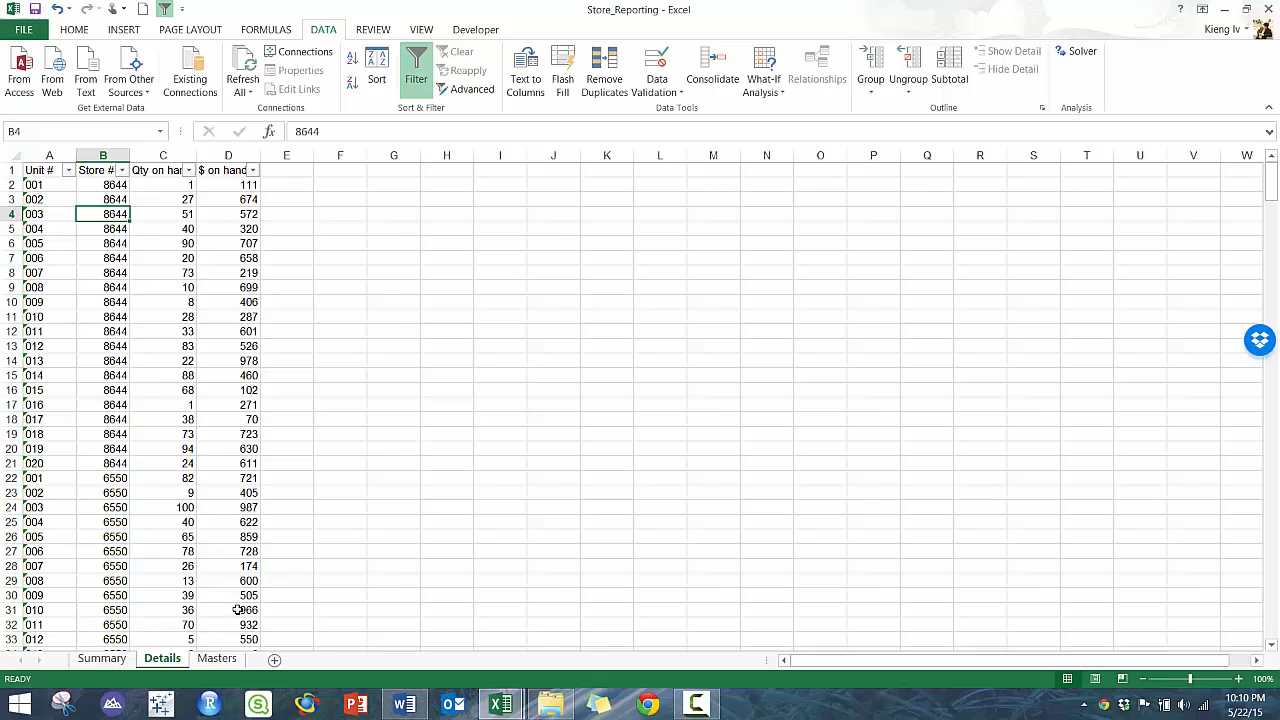 Store_Reporting - Excel
FILE HOME INSERT PAGE LAYOUT FORMULAS DATA REVIEW VIEW Developer Kieng Iv
From Access From Web From Text From Other Sources Existing Connections Refresh All Connections Properties Edit Links Sort Filter Clear Reapply Advanced Text to Columns Flash Fill Remove Duplicates Data Validation Consolidate What-If Analysis Relationships Group Ungroup Subtotal Show Detail Hide Detail Solver
Get External Data Connections Sort & Filter Data Tools Outline Analysis
B4 fx 8644
A B C D E F G H I J K L M N O P Q R S T U V W
1 Unit # Store # Qty on han $ on hand
2 001 8644 1 111
3 002 8644 27 674
4 003 8644 51 572
5 004 8644 40 320
6 005 8644 90 707
7 006 8644 20 658
8 007 8644 73 219
9 008 8644 10 699
10 009 8644 8 406
11 010 8644 28 287
12 011 8644 33 601
13 012 8644 83 526
14 013 8644 22 978
15 014 8644 88 460
16 015 8644 68 102
17 016 8644 1 271
18 017 8644 38 70
19 018 8644 73 723
20 019 8644 94 630
21 020 8644 24 611
22 001 6550 82 721
23 002 6550 9 405
24 003 6550 100 987
25 004 6550 40 622
26 005 6550 65 859
27 006 6550 78 728
28 007 6550 26 174
29 008 6550 13 600
30 009 6550 39 505
31 010 6550 36 966
32 011 6550 70 932
33 012 6550 5 550
Summary Details Masters
READY 100%
10:10 PM
5/22/15